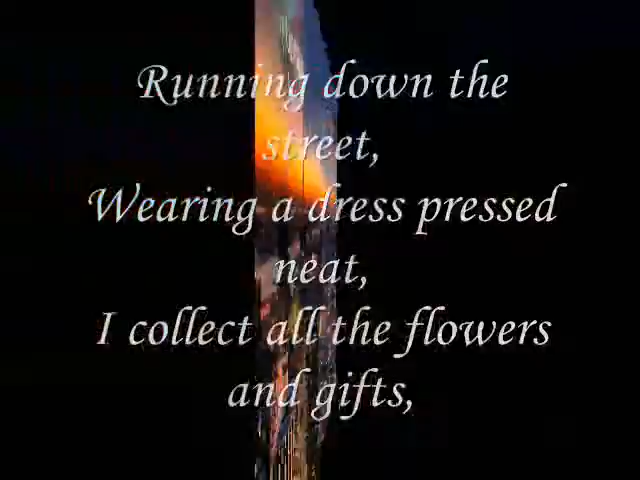 Running down the
street,
Wearing a dress pressed
neat,
I collect all the flowers
and gifts,